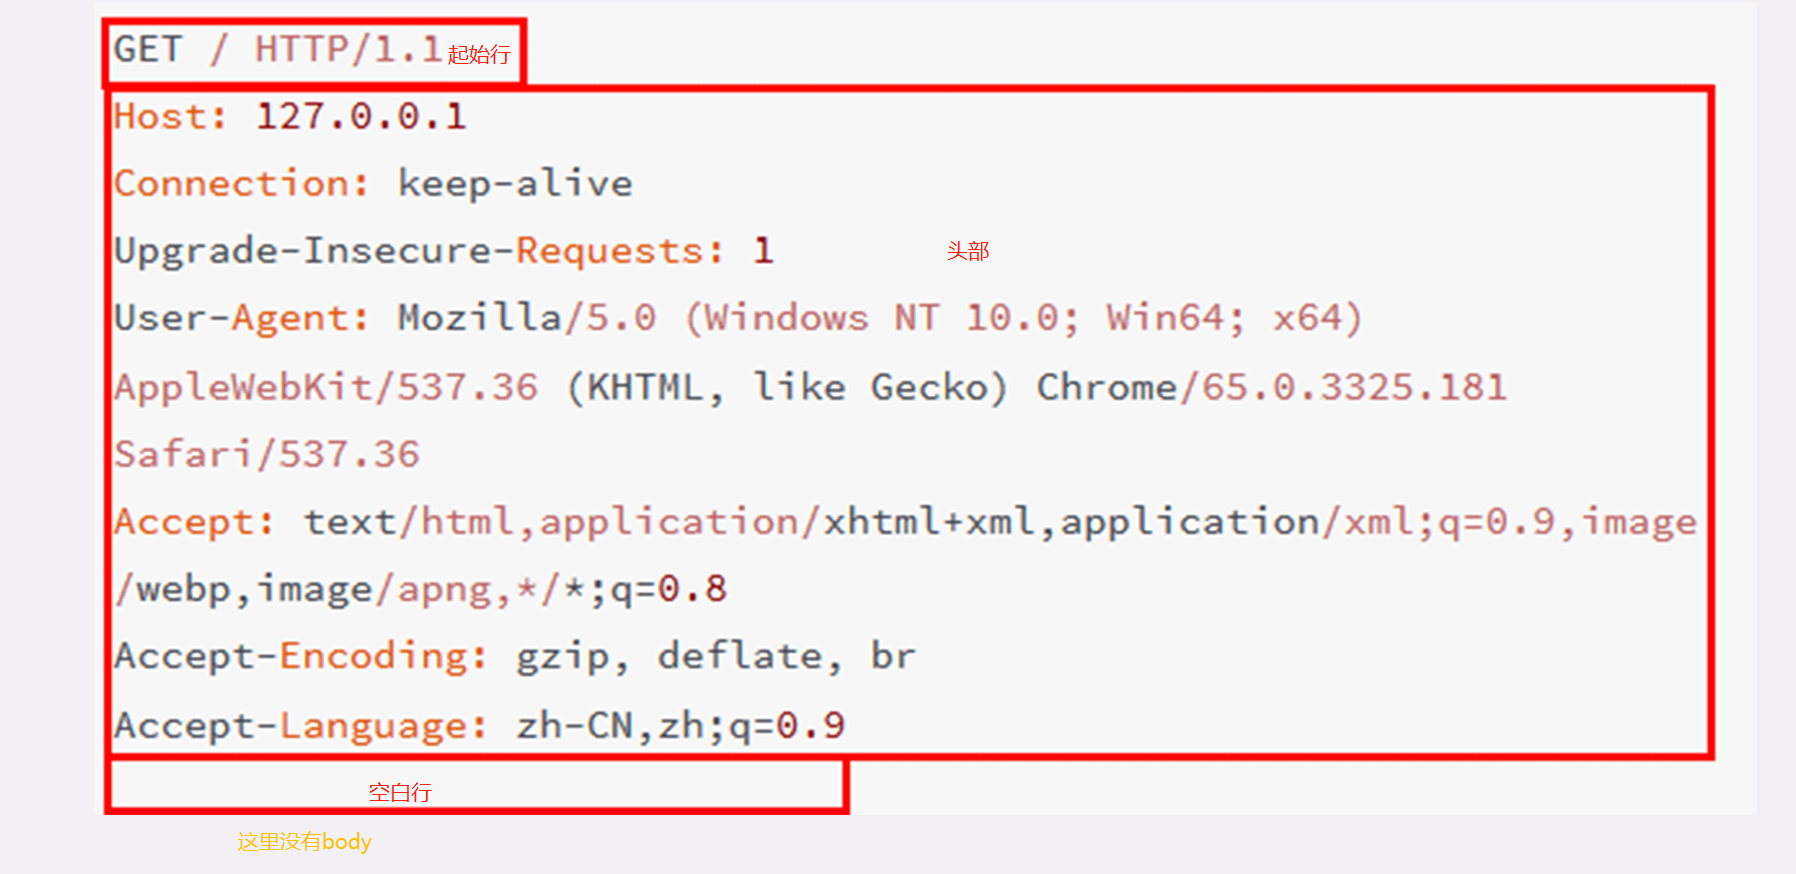 GET / HTTP/1.1 起始行
Host: 127.0.0.1
Connection: keep-alive
Upgrade-Insecure-Requests: 1 头部
User-Agent: Mozilla/5.0 (Windows NT 10.0; Win64; x64)
AppleWebKit/537.36 (KHTML, like Gecko) Chrome/65.0.3325.181
Safari/537.36
Accept: text/html,application/xhtml+xml,application/xml;q=0.9,image
/webp,image/apng,*/*;q=0.8
Accept-Encoding: gzip, deflate, br
Accept-Language: zh-CN,zh;q=0.9
空白行
这里没有body